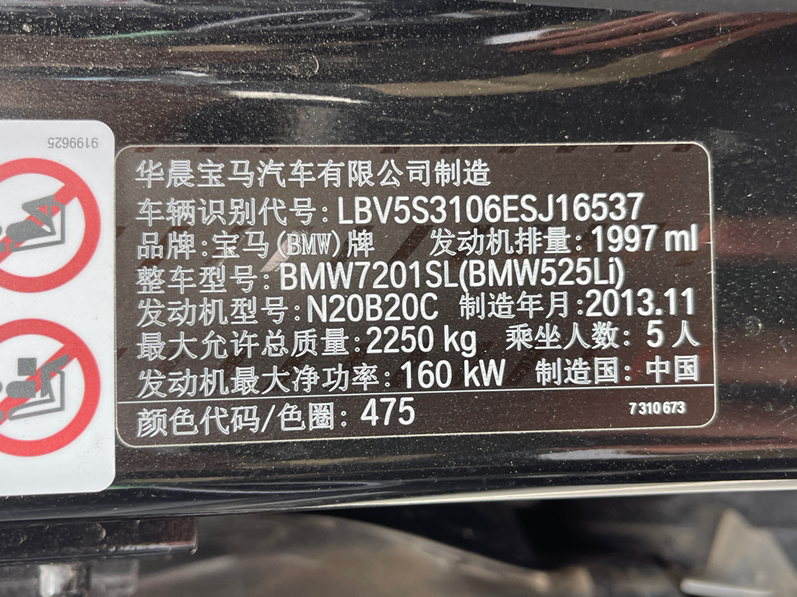 9199625
华晨宝马汽车有限公司制造
车辆识别代号:LBV5S3106ESJ16537
品牌:宝马(BMW)牌 发动机排量:1997 ml
整车型号:BMW7201SL(BMW525Li)
发动机型号:N20B20C 制造年月:2013.11
最大允许总质量:2250 kg 乘坐人数:5人
发动机最大净功率:160 kW 制造国:中国
颜色代码/色圈:475 7 310 673